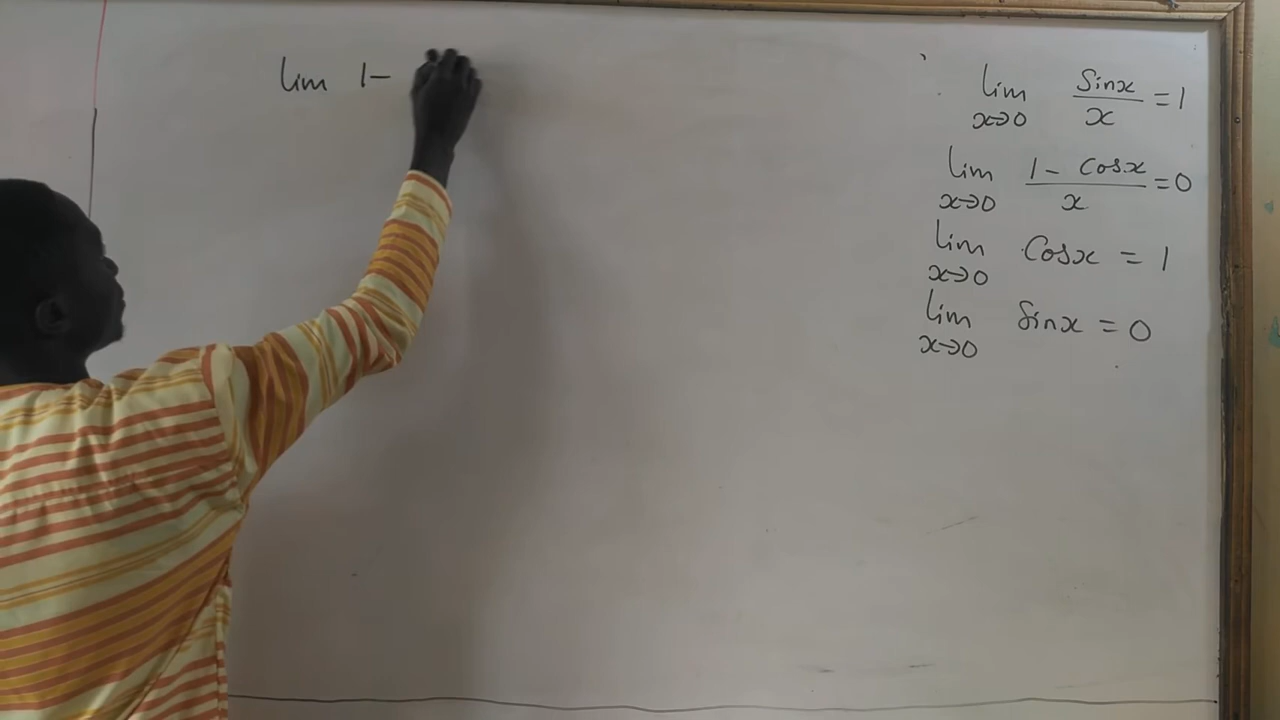 lim 1-
lim sinx/x = 1
x→0
lim 1 - cosx/x = 0
x→0
lim cosx = 1
x→0
lim sinx = 0
x→0